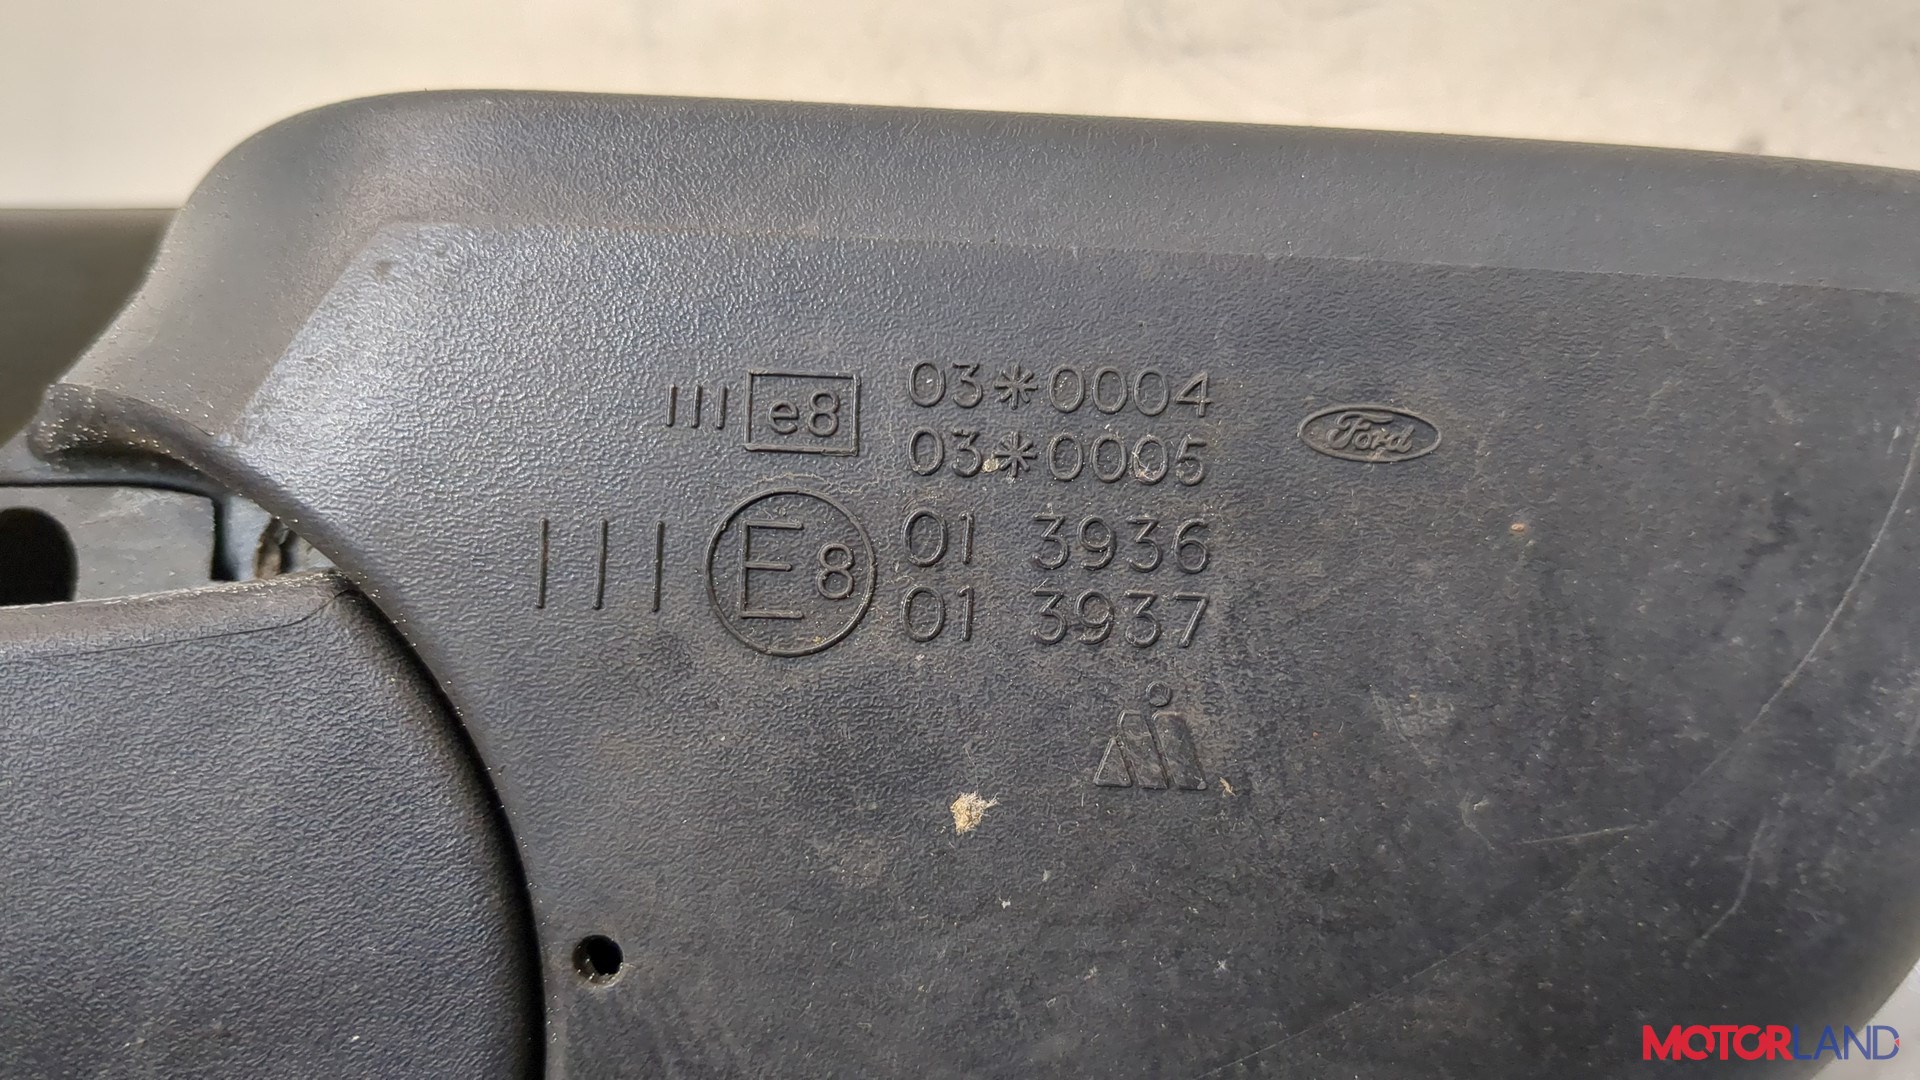 III e8 03*0004
03*0005
Ford
III E8 01 3936
01 3937
MOTORLAND